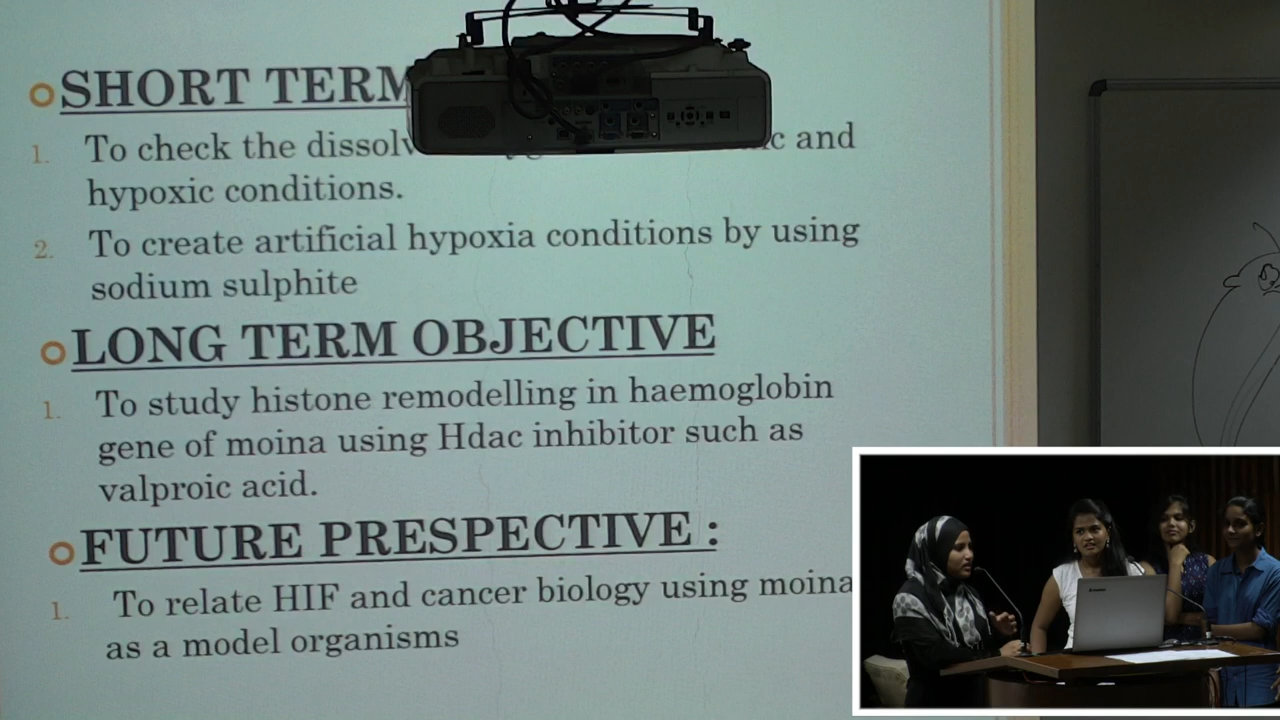 SHORT TERM
1. To check the dissolv c and
hypoxic conditions.
2. To create artificial hypoxia conditions by using
sodium sulphite
LONG TERM OBJECTIVE
1. To study histone remodelling in haemoglobin
gene of moina using Hdac inhibitor such as
valproic acid.
FUTURE PRESPECTIVE :
1. To relate HIF and cancer biology using moina
as a model organisms